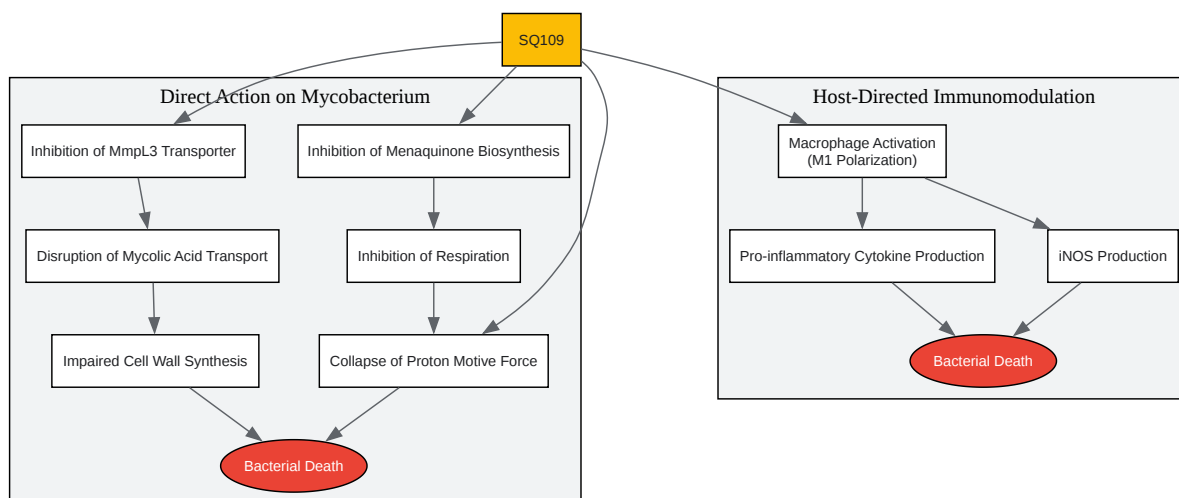 SQ109
Direct Action on Mycobacterium
Host-Directed Immunomodulation
Inhibition of MmpL3 Transporter
Inhibition of Menaquinone Biosynthesis
Macrophage Activation
(M1 Polarization)
Disruption of Mycolic Acid Transport
Inhibition of Respiration
Pro-inflammatory Cytokine Production
iNOS Production
Impaired Cell Wall Synthesis
Collapse of Proton Motive Force
Bacterial Death
Bacterial Death